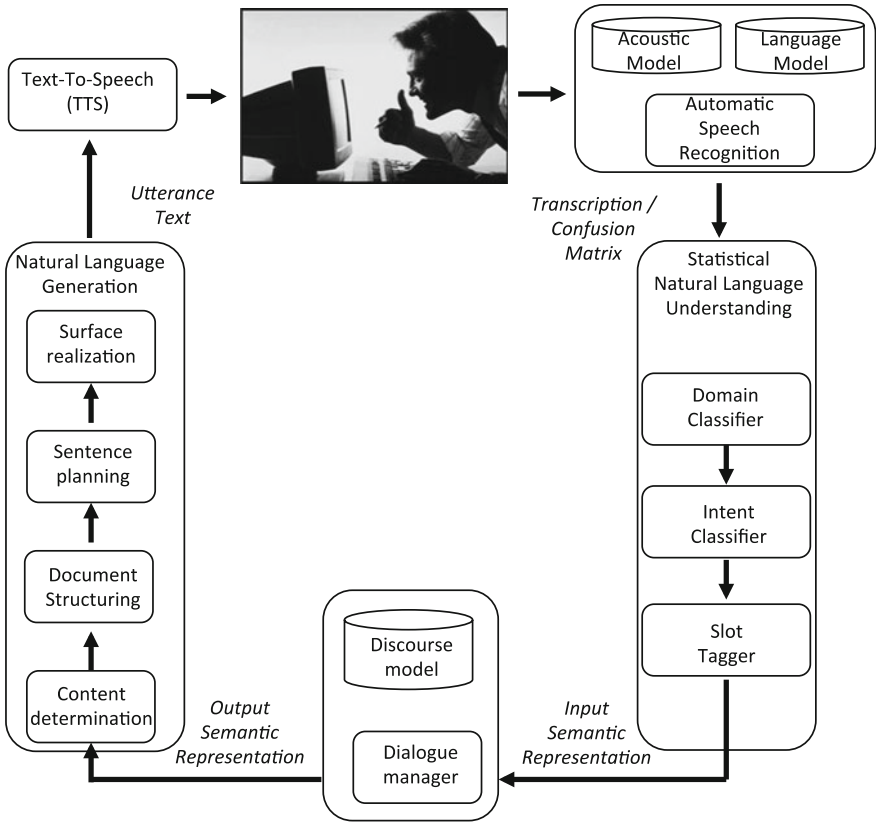 Text-To-Speech
(TTS)
Acoustic
Model
Language
Model
Automatic
Speech
Recognition
Utterance
Text
Transcription /
Confusion
Matrix
Natural Language
Generation
Surface
realization
Sentence
planning
Document
Structuring
Content
determination
Statistical
Natural Language
Understanding
Domain
Classifier
Intent
Classifier
Slot
Tagger
Discourse
model
Dialogue
manager
Output
Semantic
Representation
Input
Semantic
Representation